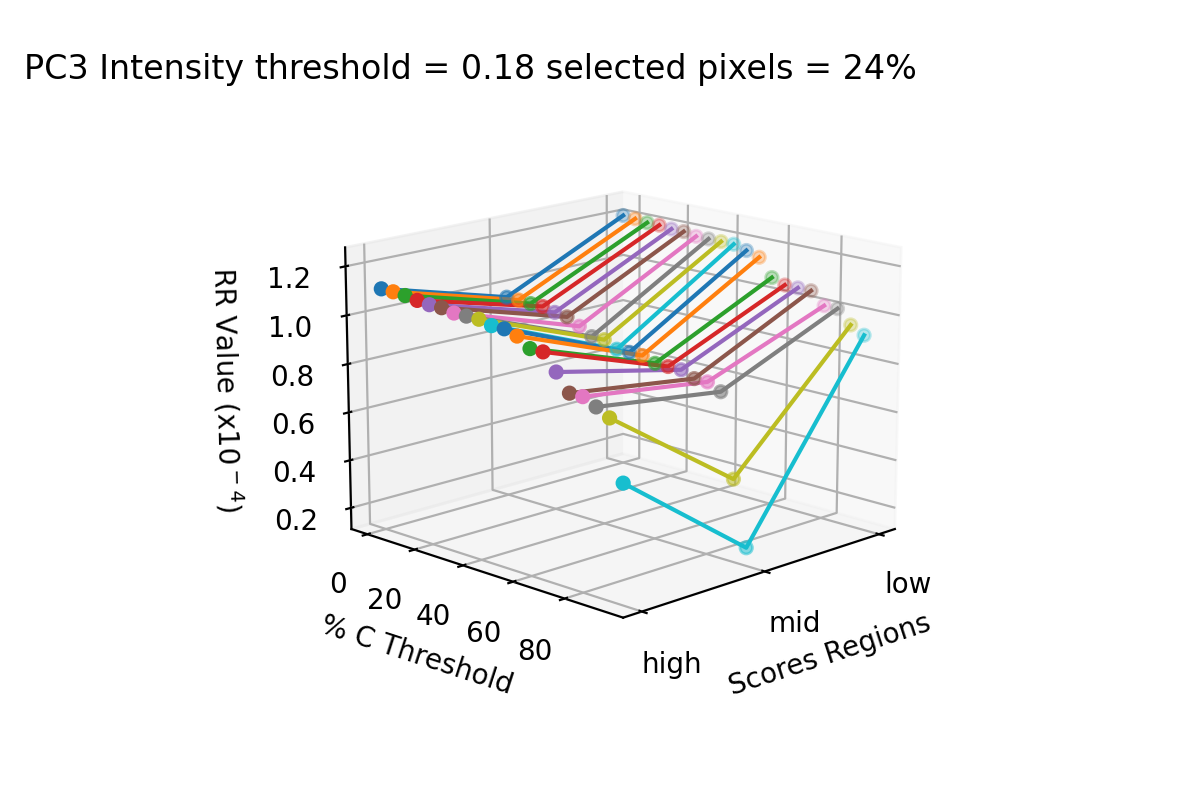 PC3 Intensity threshold = 0.18 selected pixels = 24%
RR Value (x10⁻⁴)
1.2
1.0
0.8
0.6
0.4
0.2
0
20
40
60
80
% C Threshold
high
mid
low
Scores Regions